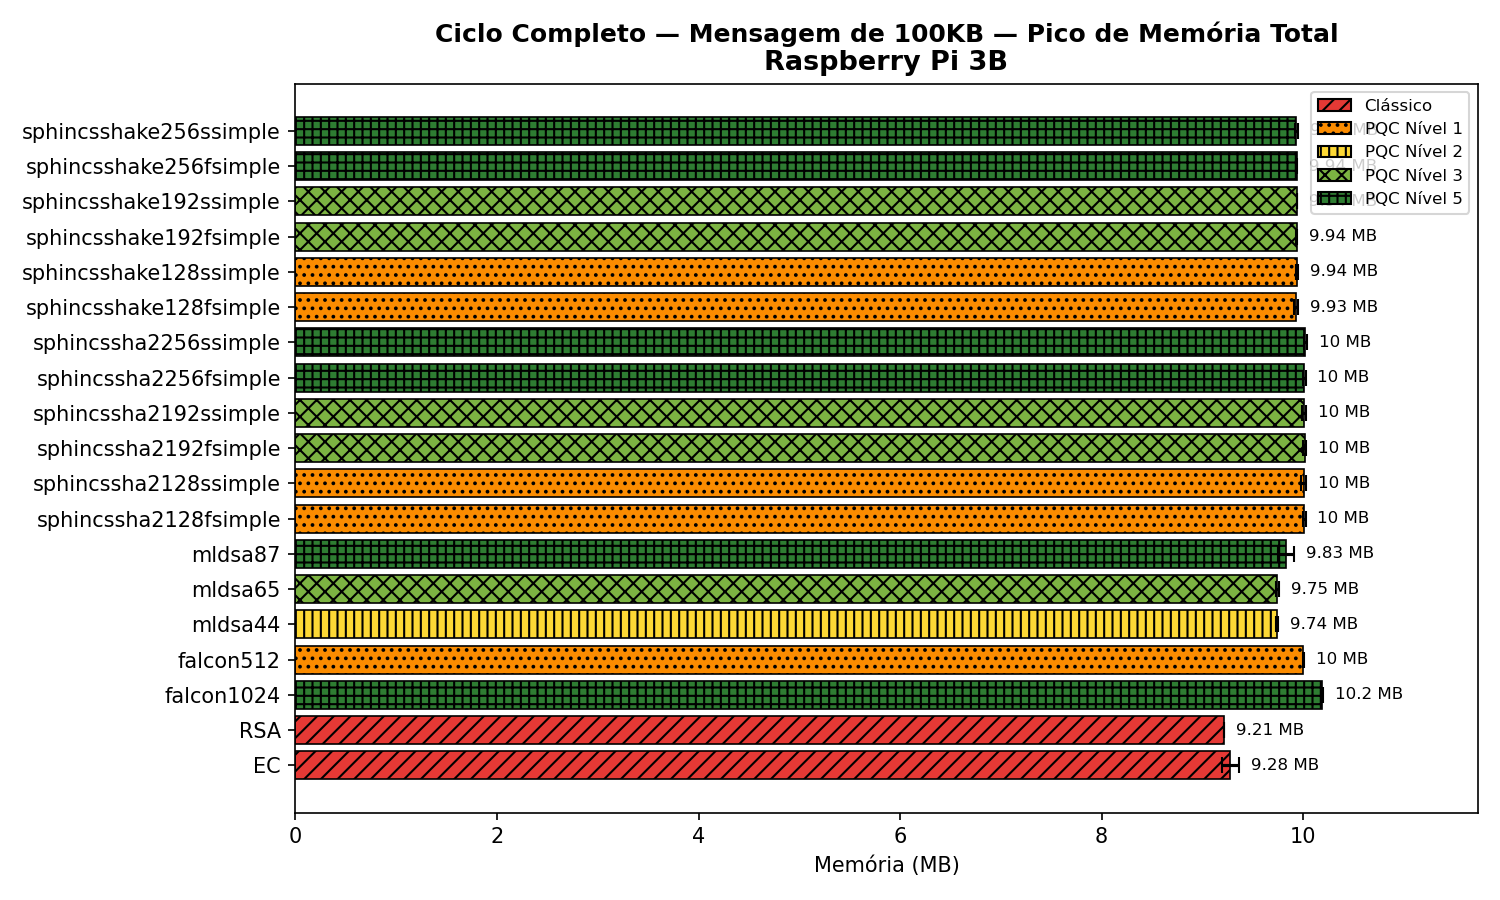 Ciclo Completo — Mensagem de 100KB — Pico de Memória Total
Raspberry Pi 3B
Clássico
PQC Nível 1
PQC Nível 2
PQC Nível 3
PQC Nível 5
sphincsshake256ssimple
sphincsshake256fsimple 9.94 MB
sphincsshake192ssimple
sphincsshake192fsimple 9.94 MB
sphincsshake128ssimple 9.94 MB
sphincsshake128fsimple 9.93 MB
sphincssha2256ssimple 10 MB
sphincssha2256fsimple 10 MB
sphincssha2192ssimple 10 MB
sphincssha2192fsimple 10 MB
sphincssha2128ssimple 10 MB
sphincssha2128fsimple 10 MB
mldsa87 9.83 MB
mldsa65 9.75 MB
mldsa44 9.74 MB
falcon512 10 MB
falcon1024 10.2 MB
RSA 9.21 MB
EC 9.28 MB
0 2 4 6 8 10
Memória (MB)